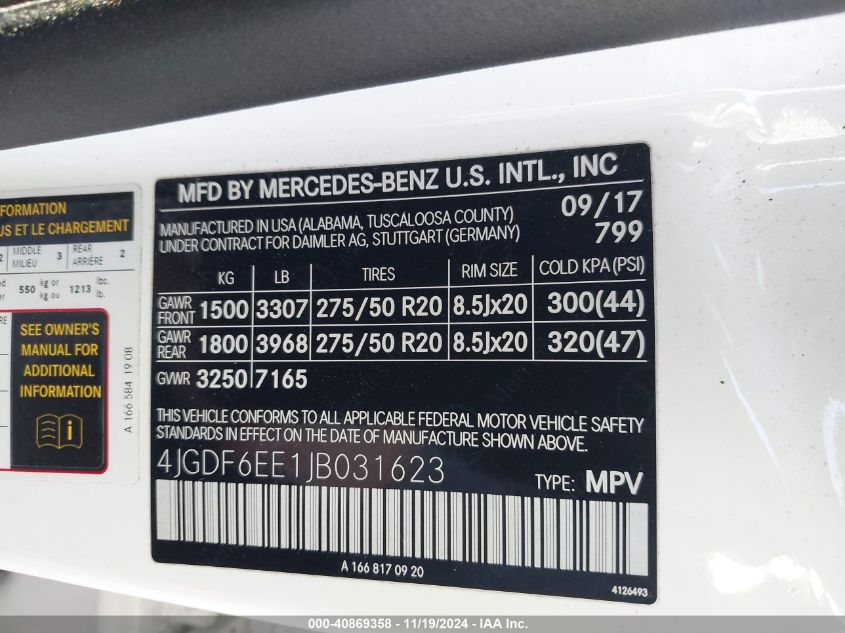 MFD BY MERCEDES-BENZ U.S. INTL., INC
MANUFACTURED IN USA (ALABAMA, TUSCALOOSA COUNTY) 09/17
UNDER CONTRACT FOR DAIMLER AG, STUTTGART (GERMANY) 799
KG LB TIRES RIM SIZE COLD KPA (PSI)
GAWR FRONT 1500 3307 275/50 R20 8.5Jx20 300(44)
GAWR REAR 1800 3968 275/50 R20 8.5Jx20 320(47)
GVWR 3250 7165
THIS VEHICLE CONFORMS TO ALL APPLICABLE FEDERAL MOTOR VEHICLE SAFETY
STANDARDS IN EFFECT ON THE DATE OF MANUFACTURE SHOWN ABOVE.
4JGDF6EE1JB031623 TYPE: MPV
A 166 817 09 20
4126493
FORMATION
US ET LE CHARGEMENT
2 MIDDLE MILIEU 3 REAR ARRIÈRE 2
550 kg or kg ou 1213 lbs. lb.
SEE OWNER'S
MANUAL FOR
ADDITIONAL
INFORMATION
A 166 584 19 08
000-40869358 - 11/19/2024 - IAAI.com